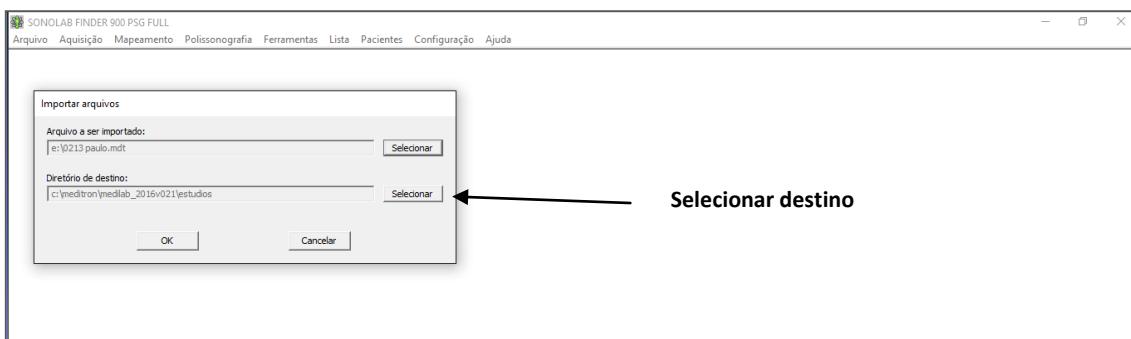 SONOLAB FINDER 900 PSG FULL
Arquivo Aquisição Mapeamento Polissonografia Ferramentas Lista Pacientes Configuração Ajuda
Importar arquivos
Arquivo a ser importado:
e:\0213 paulo.mdt Selecionar
Diretório de destino:
c:\meditron\medilab_2016v021\estudios Selecionar
Selecionar destino
OK Cancelar